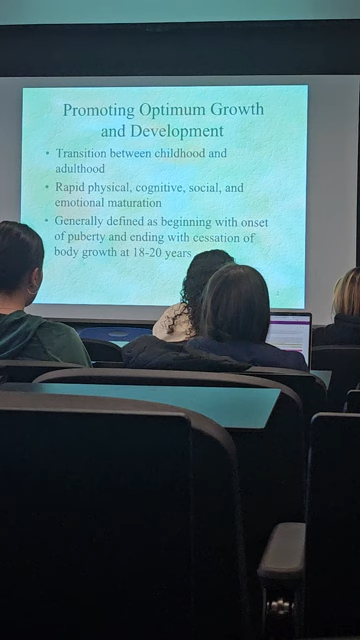 Promoting Optimum Growth
and Development
• Transition between childhood and
adulthood
• Rapid physical, cognitive, social, and
emotional maturation
• Generally defined as beginning with onset
of puberty and ending with cessation of
body growth at 18-20 years